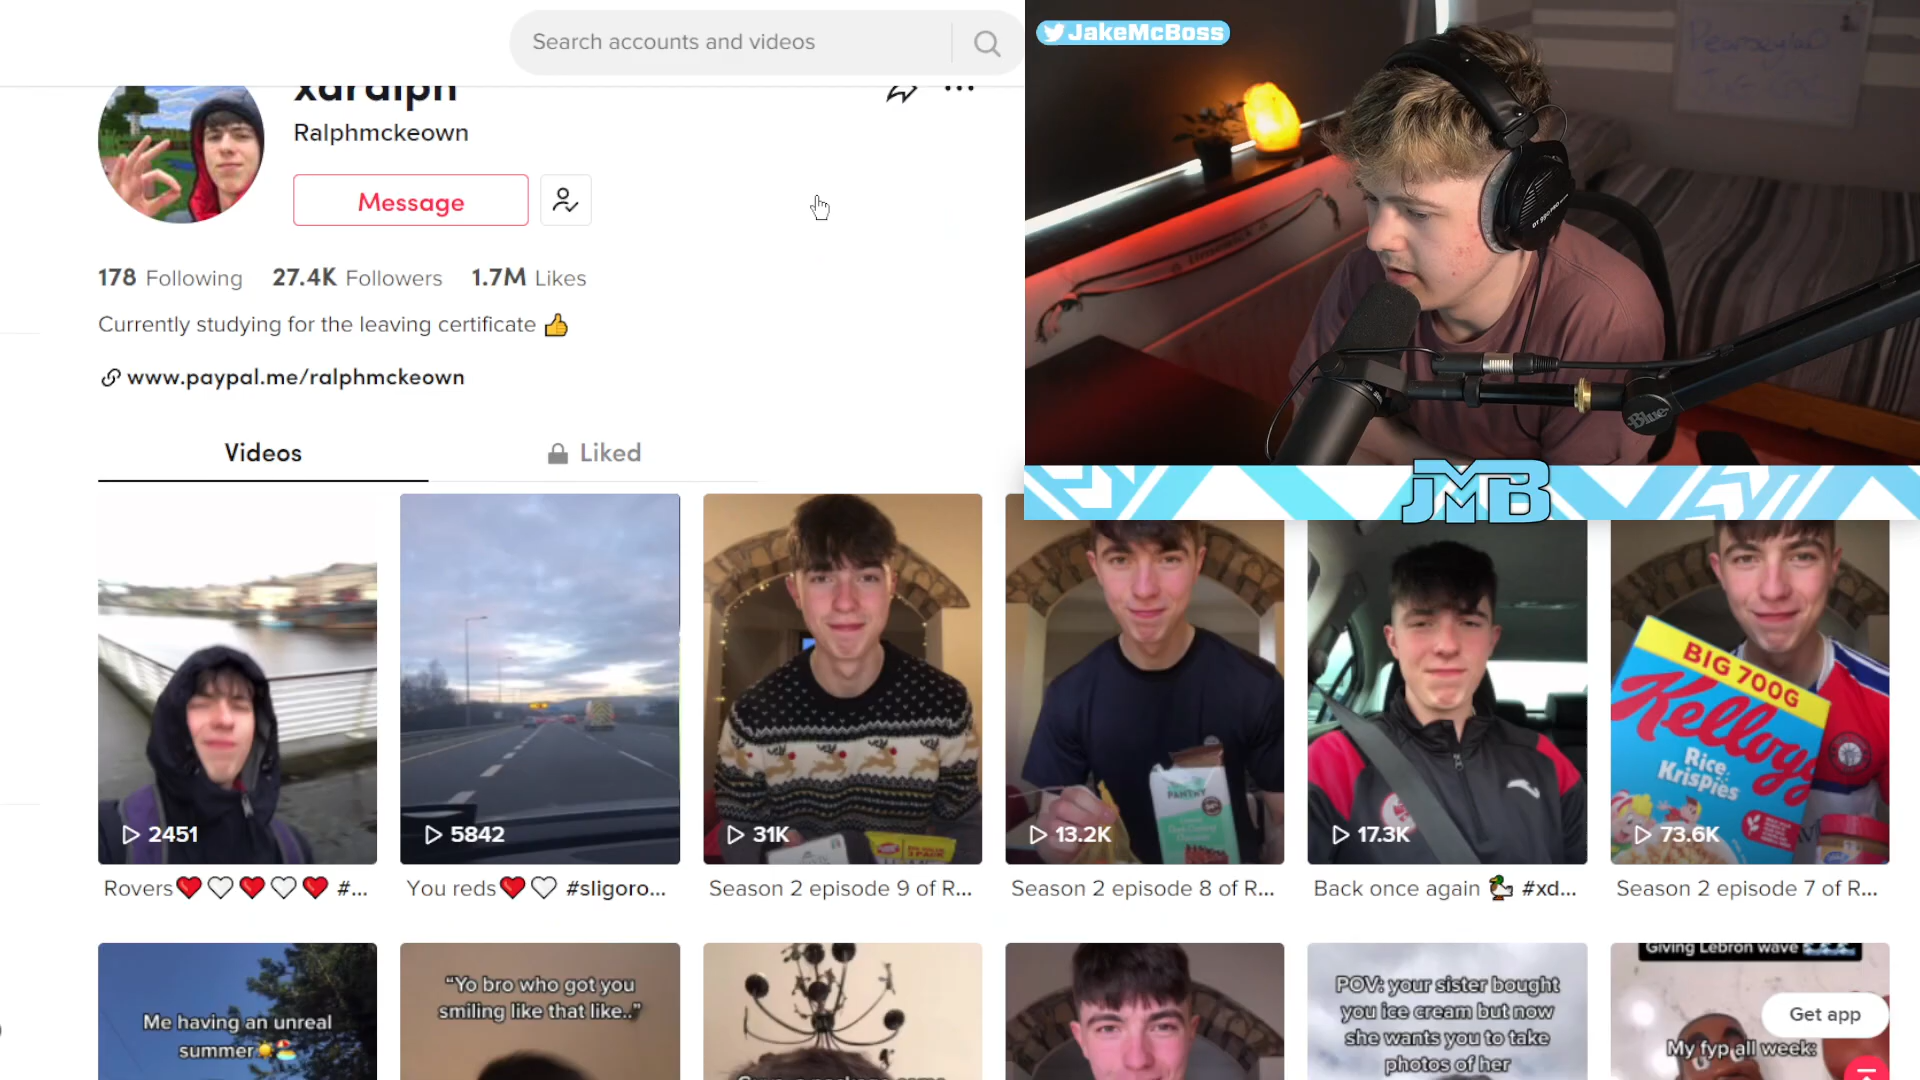 Search accounts and videos
JakeMcBoss
xdralph
Ralphmckeown
Message
178 Following 27.4K Followers 1.7M Likes
Currently studying for the leaving certificate 👍
www.paypal.me/ralphmckeown
Videos
Liked
DT 990 PRO
Blue
JMB
BIG 700G
Kellogg
Rice
Krispies
PANTRY
2451
5842
31K
13.2K
17.3K
73.6K
Rovers❤️🤍❤️🤍❤️ #...
You reds❤️🤍 #sligoro...
Season 2 episode 9 of R...
Season 2 episode 8 of R...
Back once again 🦆 #xd...
Season 2 episode 7 of R...
Me having an unreal
summer☀️🏖️
“Yo bro who got you
smiling like that like..”
POV: your sister bought
you ice cream but now
she wants you to take
photos of her
Giving Lebron wave 🌊🌊🌊
My fyp all week:
Get app